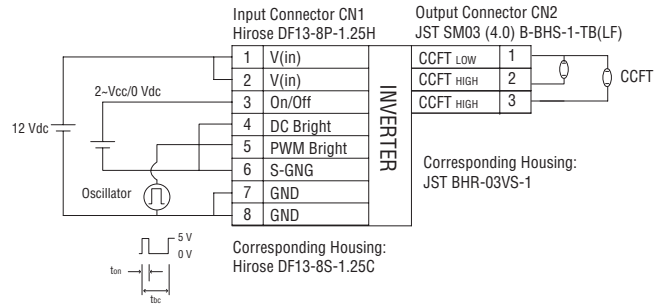 Input Connector CN1
Hirose DF13-8P-1.25H
Output Connector CN2
JST SM03 (4.0) B-BHS-1-TB(LF)
1 V(in)
2 V(in)
3 On/Off
4 DC Bright
5 PWM Bright
6 S-GNG
7 GND
8 GND
INVERTER
CCFT LOW 1
CCFT HIGH 2
CCFT HIGH 3
CCFT
2~Vcc/0 Vdc
12 Vdc
Oscillator
Corresponding Housing:
JST BHR-03VS-1
Corresponding Housing:
Hirose DF13-8S-1.25C
5 V
0 V
ton
tbc